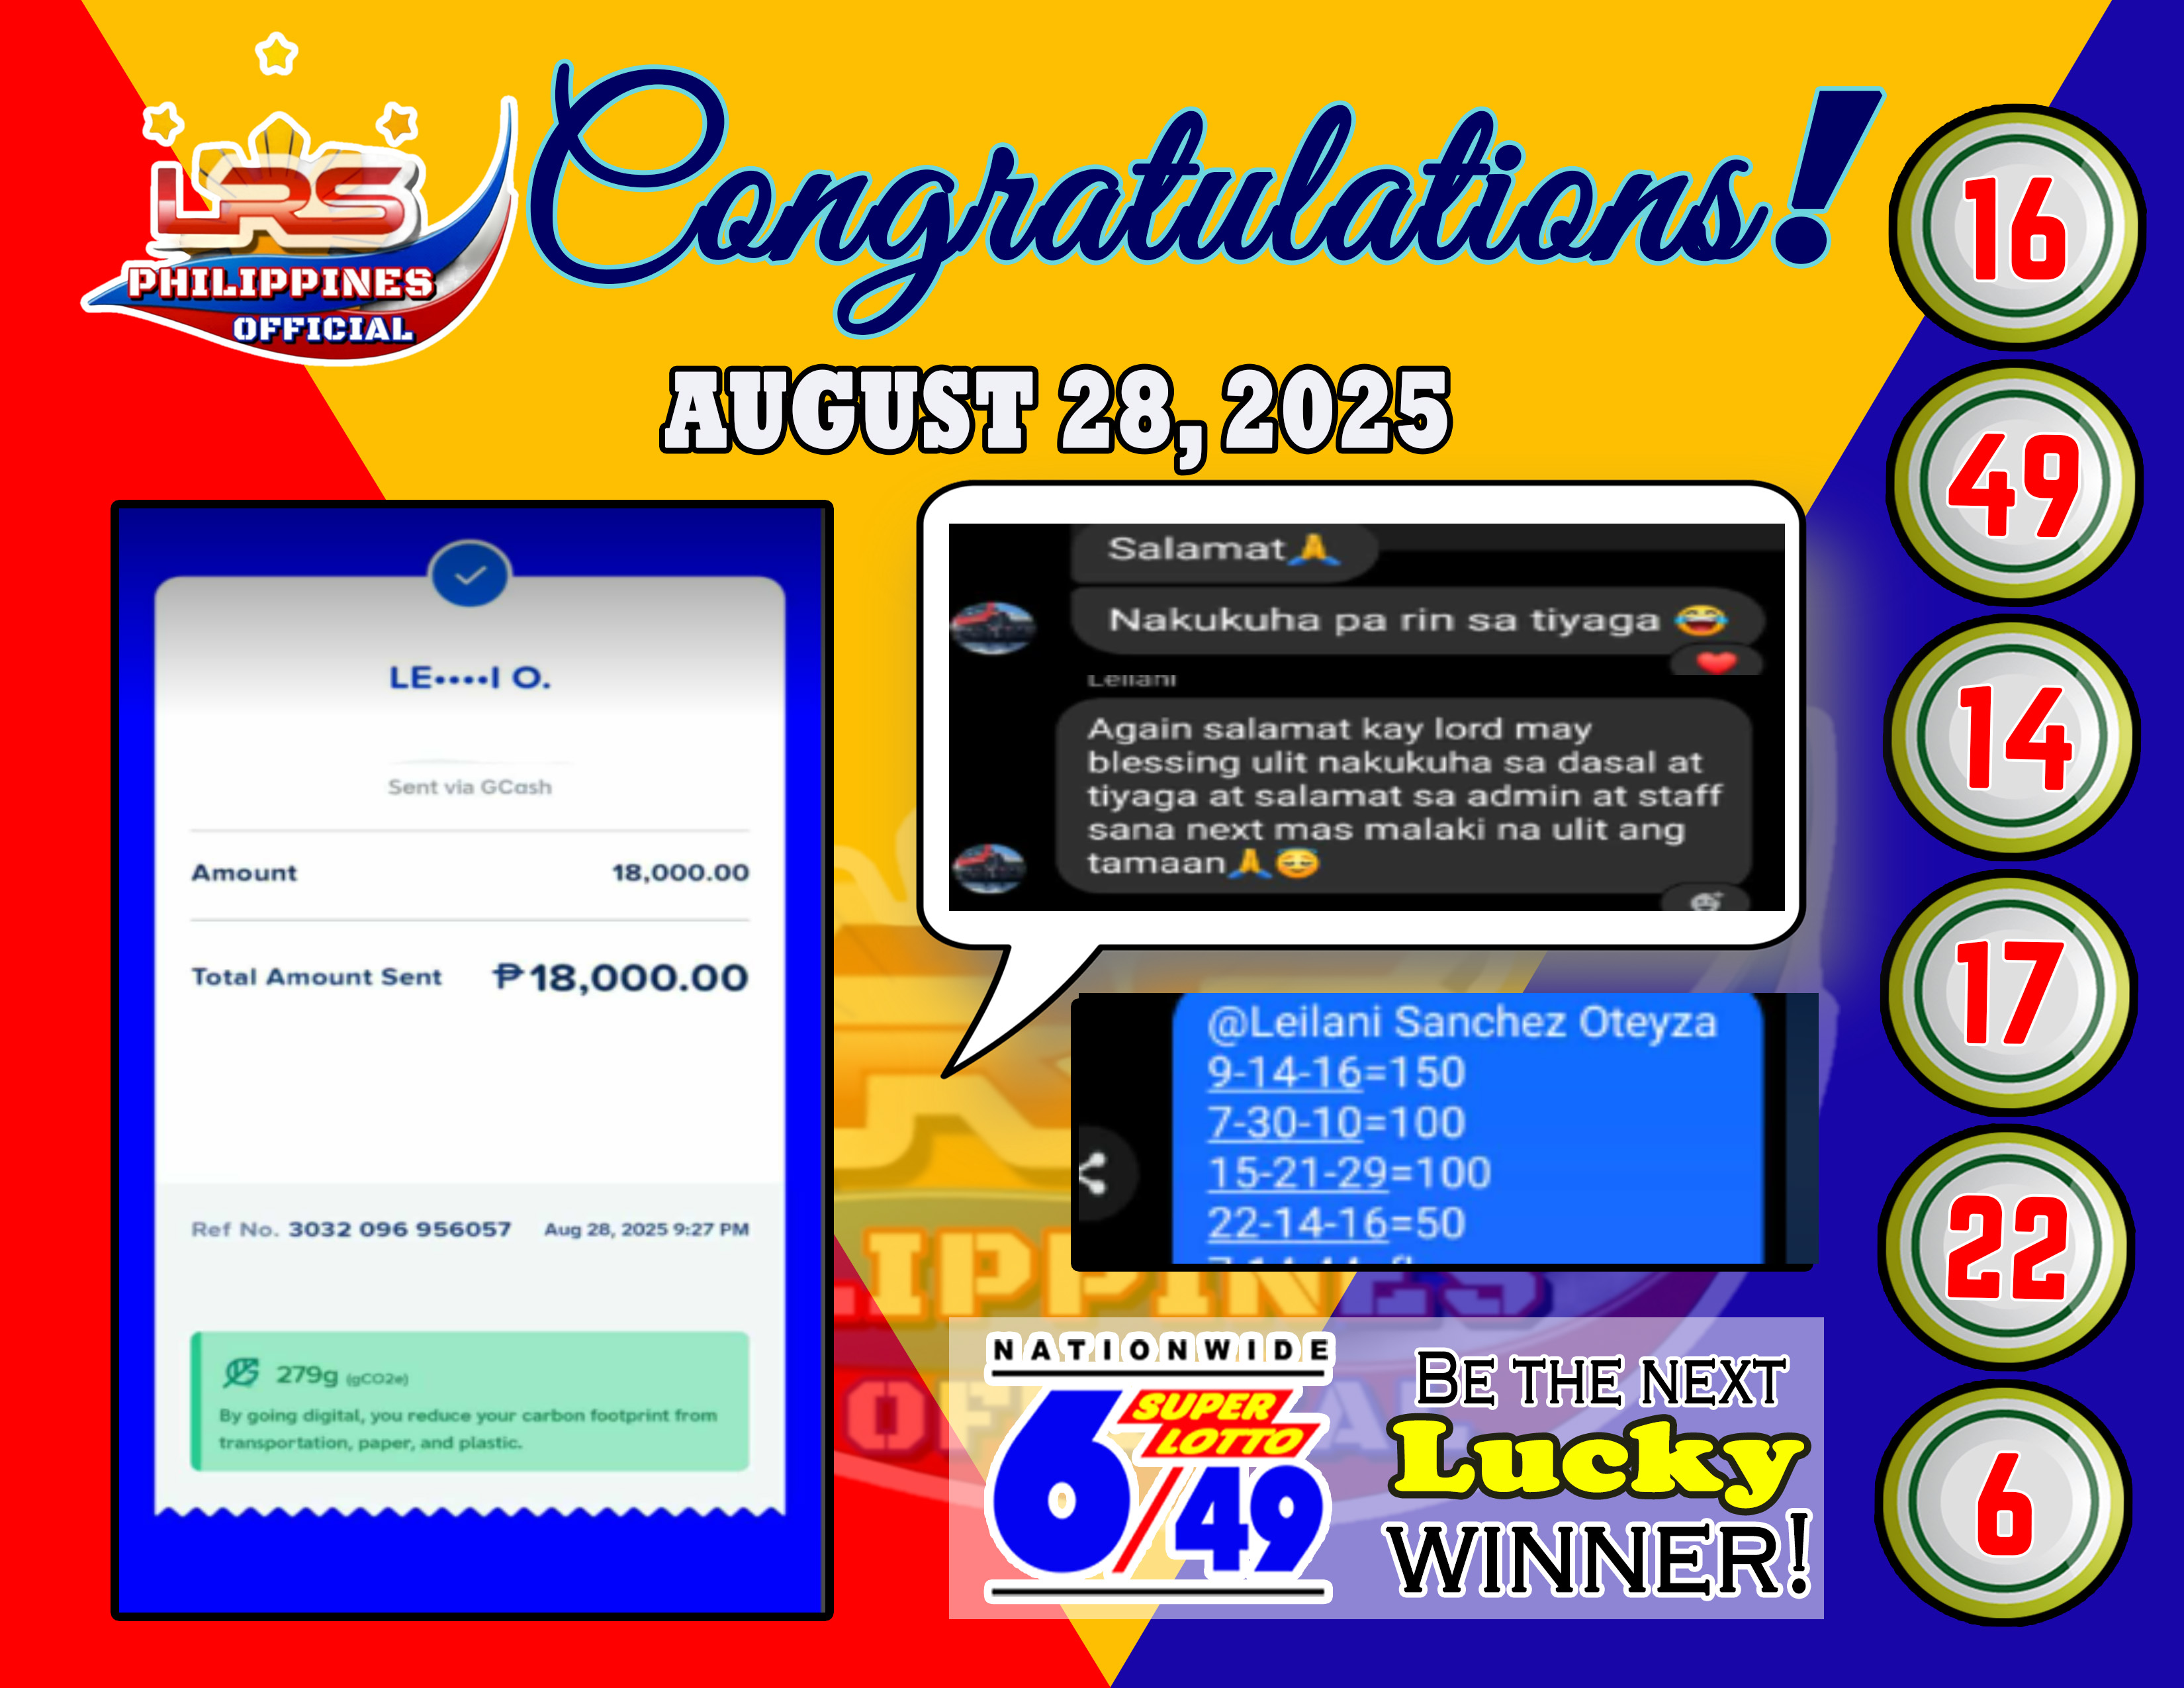 LRS
PHILIPPINES
OFFICIAL
Congratulations!
AUGUST 28, 2025
LE••••I O.
Sent via GCash
Amount 18,000.00
Total Amount Sent ₱18,000.00
Ref No. 3032 096 956057 Aug 28, 2025 9:27 PM
279g (gCO2e)
By going digital, you reduce your carbon footprint from
transportation, paper, and plastic.
Salamat🙏
Nakukuha pa rin sa tiyaga 😂
Leilani
Again salamat kay lord may
blessing ulit nakukuha sa dasal at
tiyaga at salamat sa admin at staff
sana next mas malaki na ulit ang
tamaan🙏😇
@Leilani Sanchez Oteyza
9-14-16=150
7-30-10=100
15-21-29=100
22-14-16=50
NATIONWIDE
SUPER
LOTTO
6/49
BE THE NEXT
Lucky
WINNER!
16
49
14
17
22
6